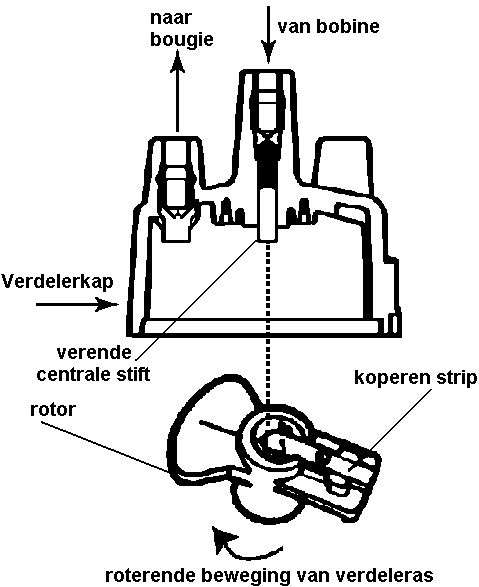 naar
bougie
van bobine
Verdelerkap
verende
centrale stift
koperen strip
rotor
roterende beweging van verdeleras